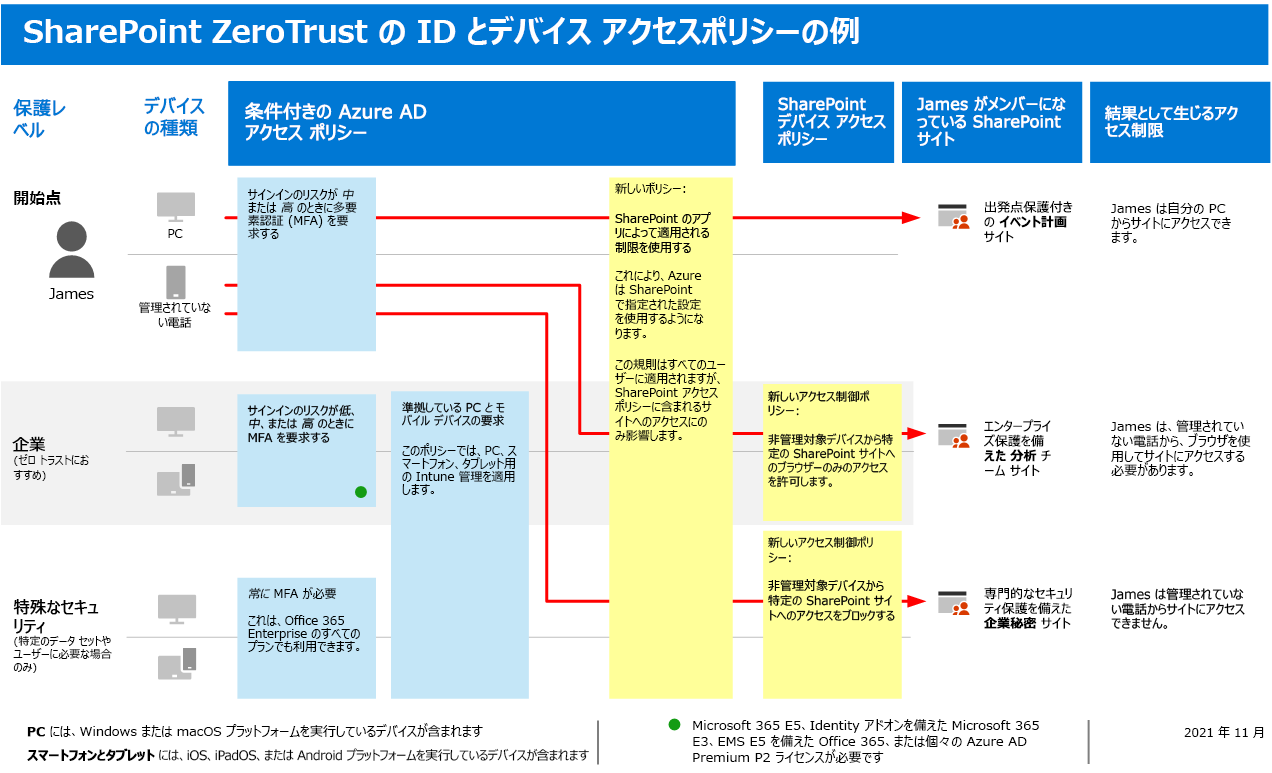 SharePoint ZeroTrust の ID とデバイス アクセスポリシーの例
保護レ
ベル
デバイス
の種類
条件付きの Azure AD
アクセス ポリシー
SharePoint
デバイス アクセス
ポリシー
James がメンバーにな
っている SharePoint
サイト
結果として生じるアク
セス制限
開始点
James
PC
管理されていな
い電話
サインインのリスクが 中
または 高 のときに多要
素認証 (MFA) を要
求する
新しいポリシー:
SharePoint のアプ
リによって適用される
制限を使用する
これにより、Azure
は SharePoint
で指定された設定
を使用するようにな
ります。
この規則はすべてのユー
ザーに適用されますが、
SharePoint アクセス
ポリシーに含まれるサイ
トへのアクセスにの
み影響します。
出発点保護付き
の イベント計画
サイト
James は自分の PC
からサイトにアクセスでき
ます。
企業
(ゼロ トラストにお
すすめ)
サインインのリスクが低、
中、または 高 のときに
MFA を要求する
準拠している PC とモ
バイル デバイスの要求
このポリシーでは、PC、ス
マートフォン、タブレット用
の Intune 管理を適用
します。
新しいアクセス制御ポ
リシー:
非管理対象デバイスから特
定の SharePoint サイトへ
のブラウザーのみのアクセス
を許可します。
エンタープライ
ズ保護を備
えた 分析 チ
ーム サイト
James は、管理されてい
ない電話から、ブラウザを使
用してサイトにアクセスする
必要があります。
特殊なセキュ
リティ
(特定のデータ セットや
ユーザーに必要な場合
のみ)
常に MFA が必要
これは、Office 365
Enterprise のすべての
プランでも利用できます。
新しいアクセス制御ポリ
シー:
非管理対象デバイスから
特定の SharePoint サイ
トへのアクセスをブロックする
専門的なセキュリ
ティ保護を備えた
企業秘密 サイト
James は管理されていな
い電話からサイトにアクセス
できません。
PC には、Windows または macOS プラットフォームを実行しているデバイスが含まれます
スマートフォンとタブレット には、iOS、iPadOS、または Android プラットフォームを実行しているデバイスが含まれます
Microsoft 365 E5、Identity アドオンを備えた Microsoft 365
E3、EMS E5 を備えた Office 365、または個々の Azure AD
Premium P2 ライセンスが必要です
2021 年 11 月